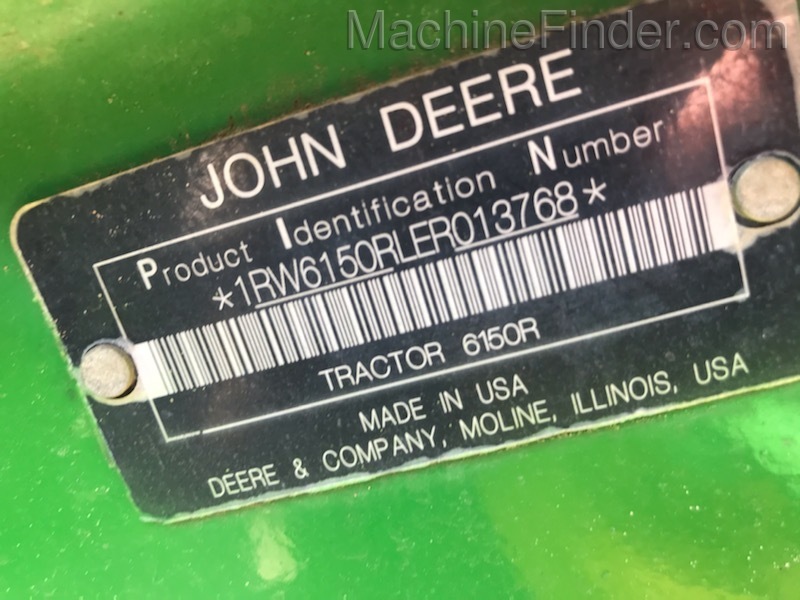 MachineFinder.com
JOHN DEERE
Product Identification Number
*1RW6150RLER013768*
TRACTOR 6150R
MADE IN USA
DEERE & COMPANY, MOLINE, ILLINOIS, USA